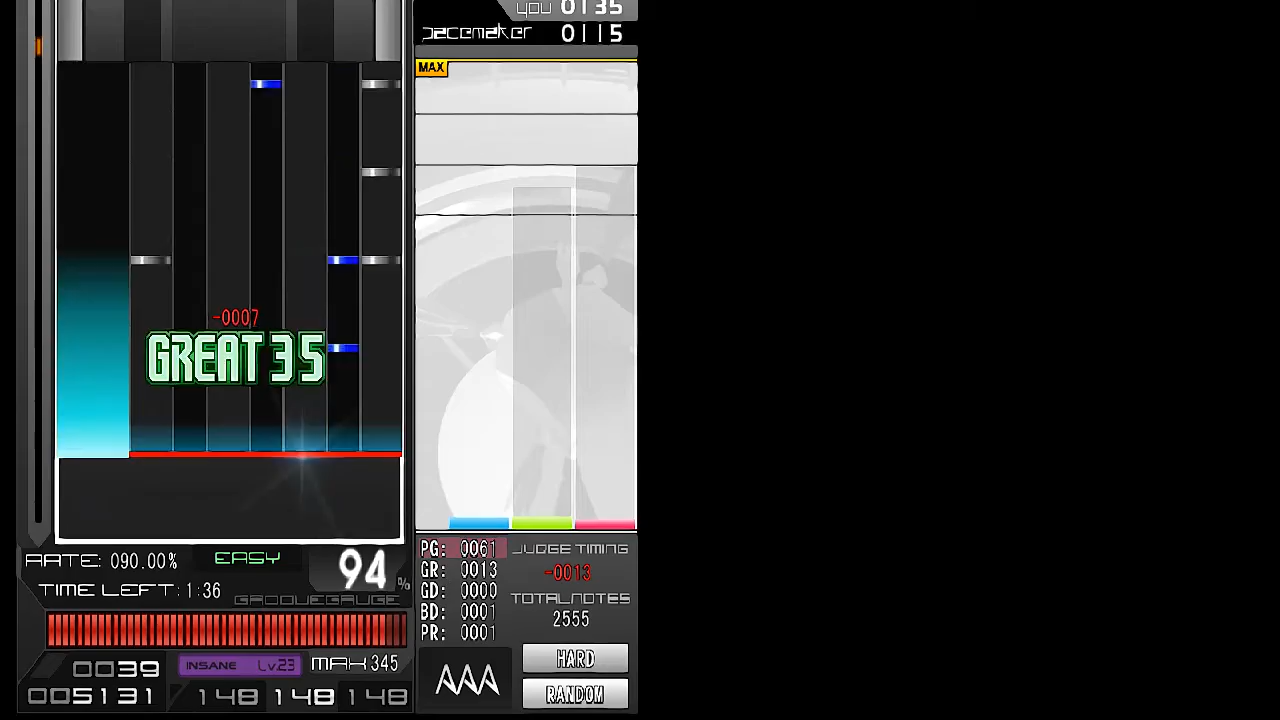 you 0135
pacemaker 0115
MAX
-0007
GREAT 35
RATE: 090.00%
EASY
94 %
TIME LEFT: 1:36
GROOVEGAUGE
PG: 0061
GR: 0013
GD: 0000
BD: 0001
PR: 0001
JUDGE TIMING
-0013
TOTALNOTES
2555
0039
INSANE Lv.23
MAX 345
005131
148 148 148
AAA
HARD
RANDOM